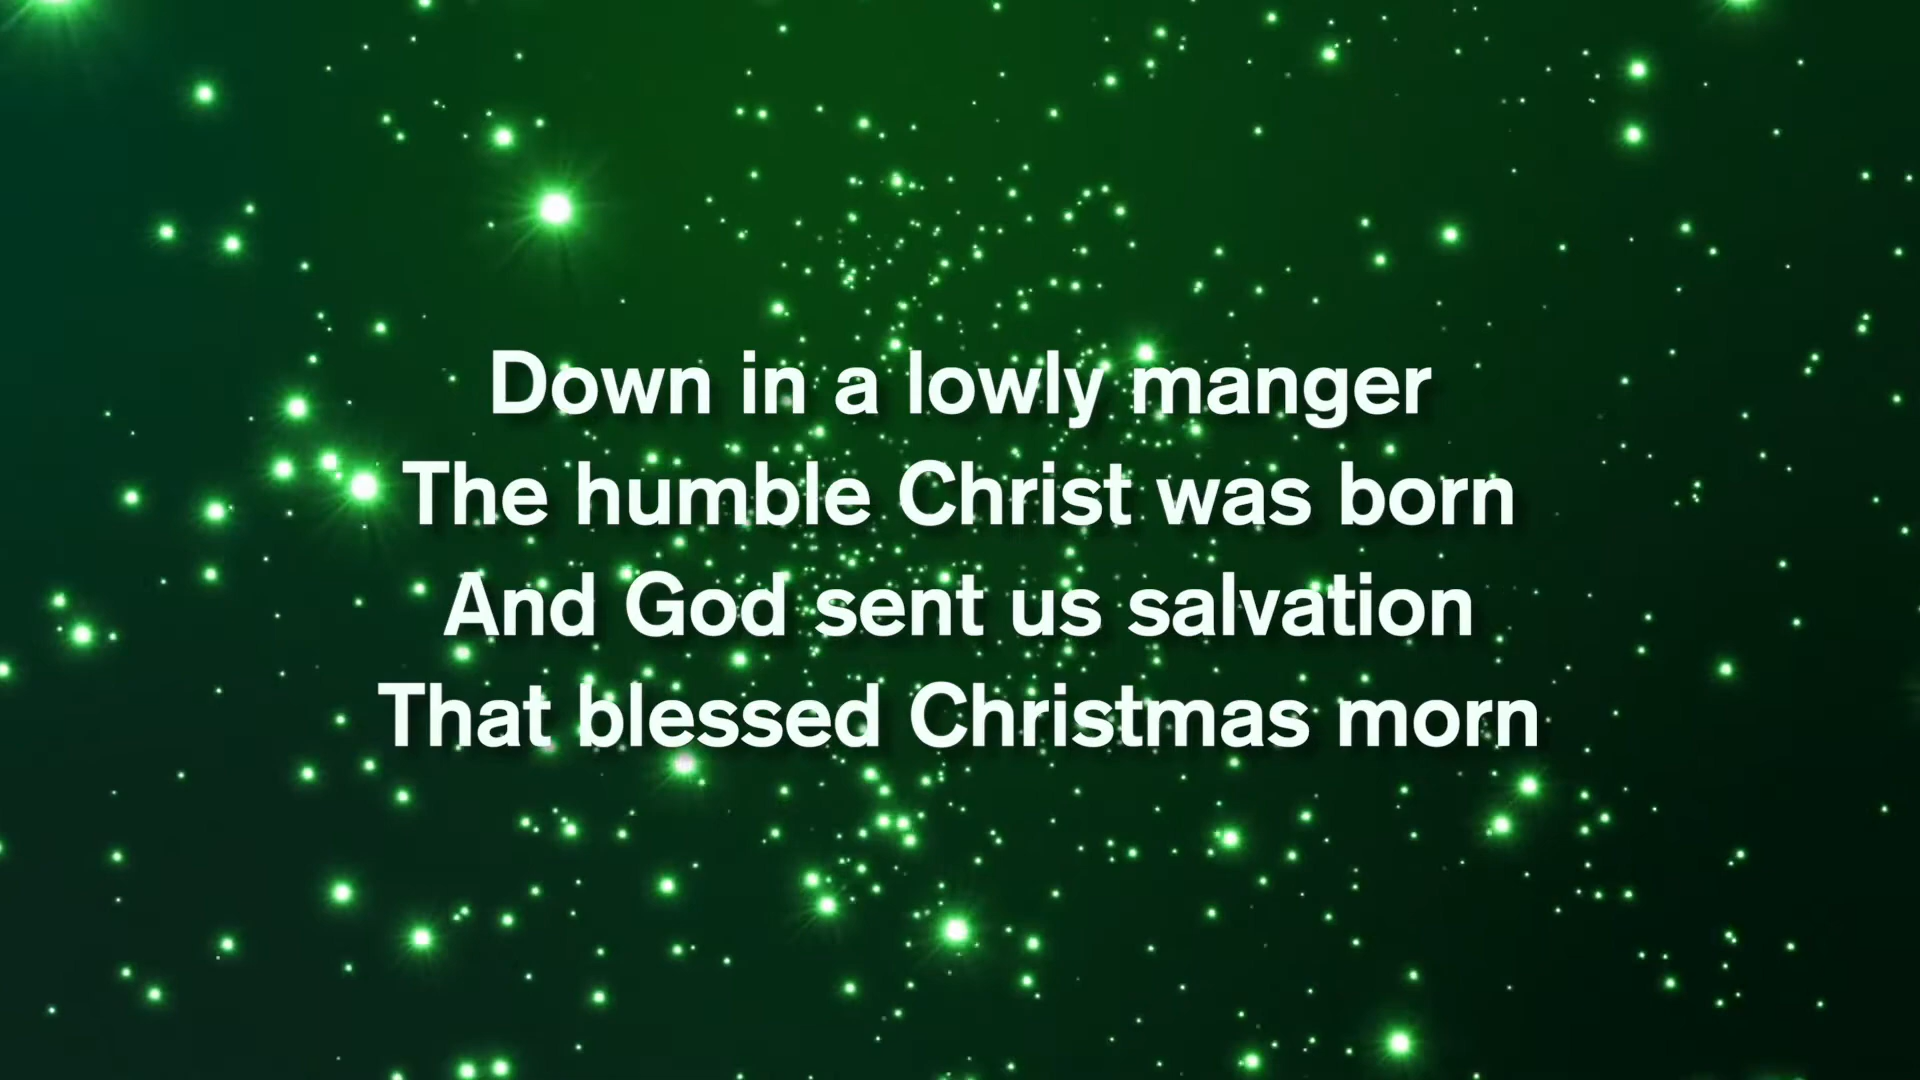 Down in a lowly manger
The humble Christ was born
And God sent us salvation
That blessed Christmas morn